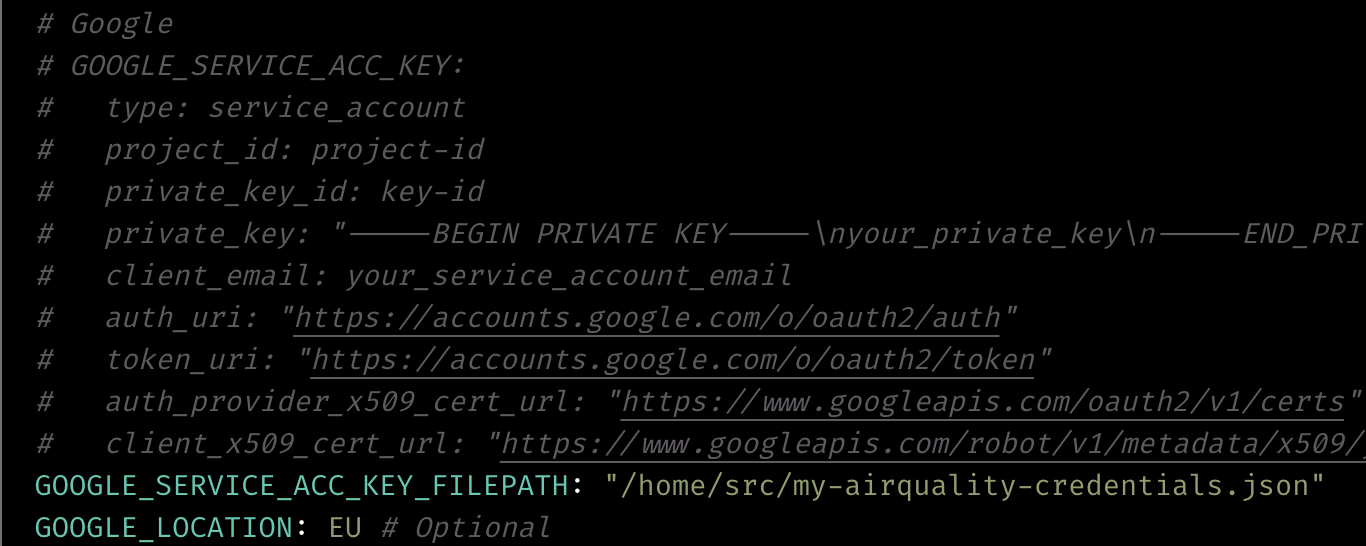 # Google
# GOOGLE_SERVICE_ACC_KEY:
#   type: service_account
#   project_id: project-id
#   private_key_id: key-id
#   private_key: "-----BEGIN PRIVATE KEY-----\nyour_private_key\n-----END_PRI
#   client_email: your_service_account_email
#   auth_uri: "https://accounts.google.com/o/oauth2/auth"
#   token_uri: "https://accounts.google.com/o/oauth2/token"
#   auth_provider_x509_cert_url: "https://www.googleapis.com/oauth2/v1/certs"
#   client_x509_cert_url: "https://www.googleapis.com/robot/v1/metadata/x509/
GOOGLE_SERVICE_ACC_KEY_FILEPATH: "/home/src/my-airquality-credentials.json"
GOOGLE_LOCATION: EU # Optional